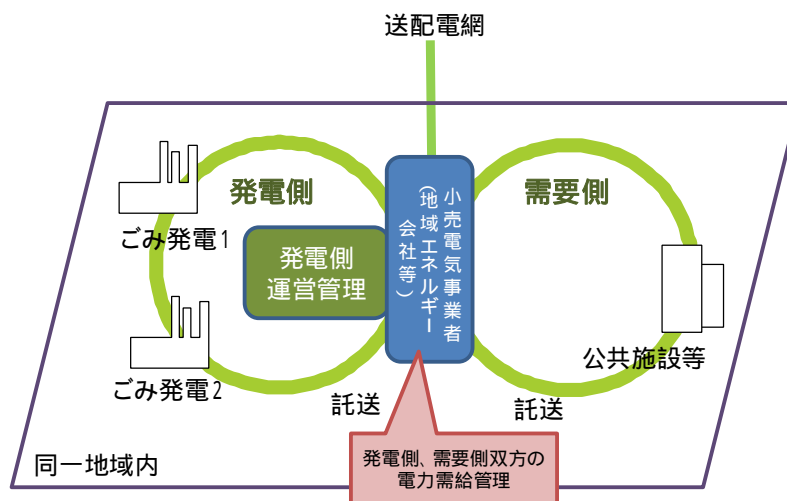 送配電網
発電側
需要側
ごみ発電1
発電側
運営管理
小売電気事業者
(地域エネルギー
会社等)
公共施設等
ごみ発電2
託送
託送
同一地域内
発電側、需要側双方の
電力需給管理